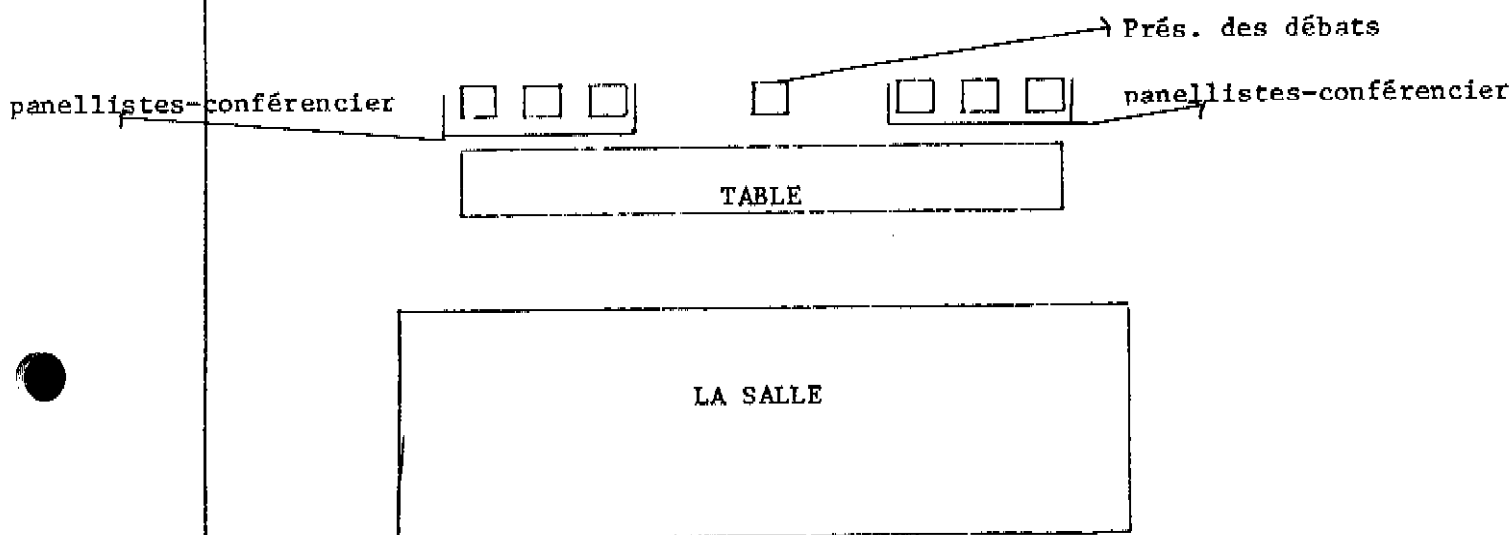 Prés. des débats
panellistes-conférencier
panellistes-conférencier
TABLE
LA SALLE